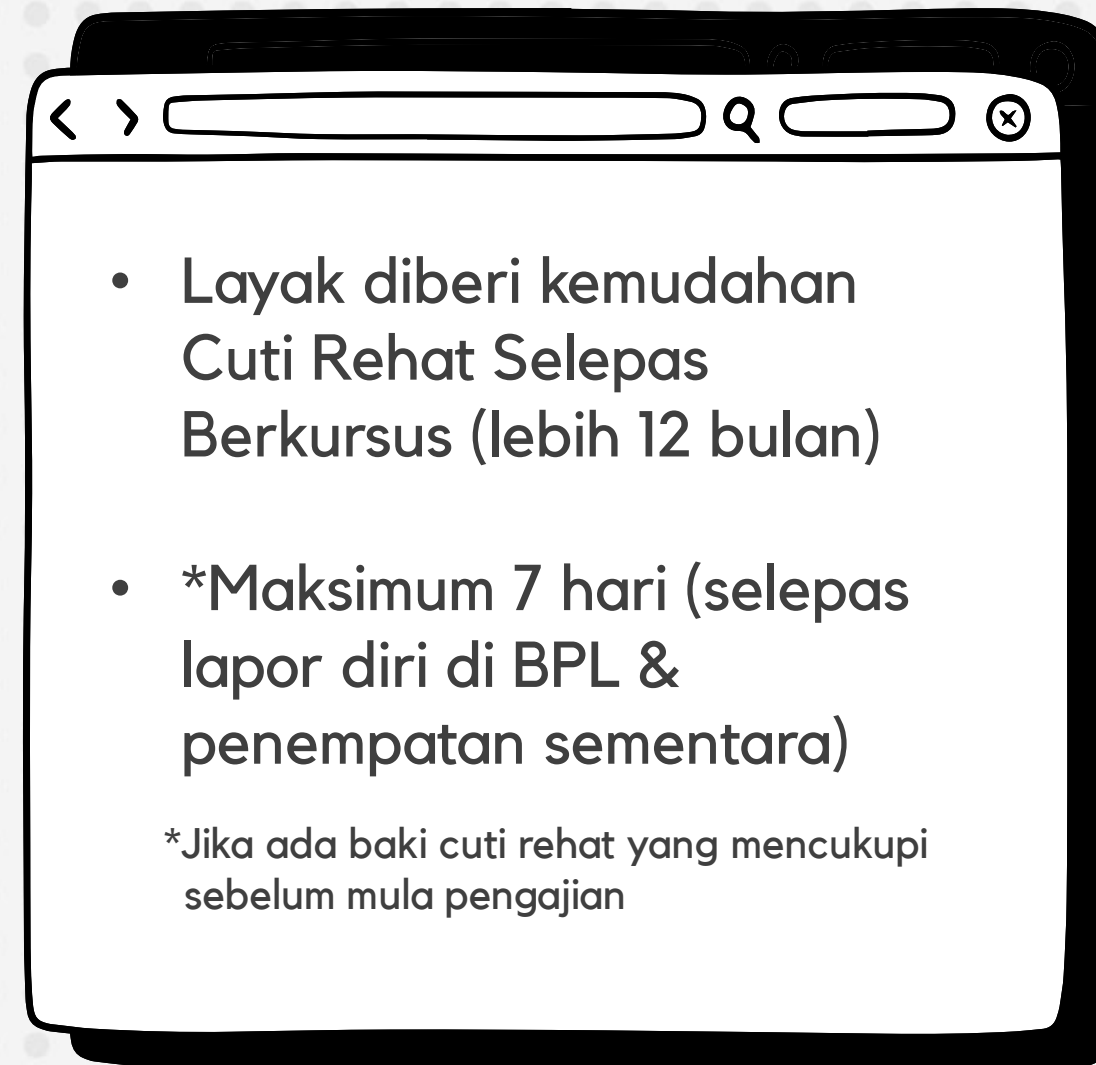 • Layak diberi kemudahan
Cuti Rehat Selepas
Berkursus (lebih 12 bulan)
• *Maksimum 7 hari (selepas
lapor diri di BPL &
penempatan sementara)
*Jika ada baki cuti rehat yang mencukupi
sebelum mula pengajian